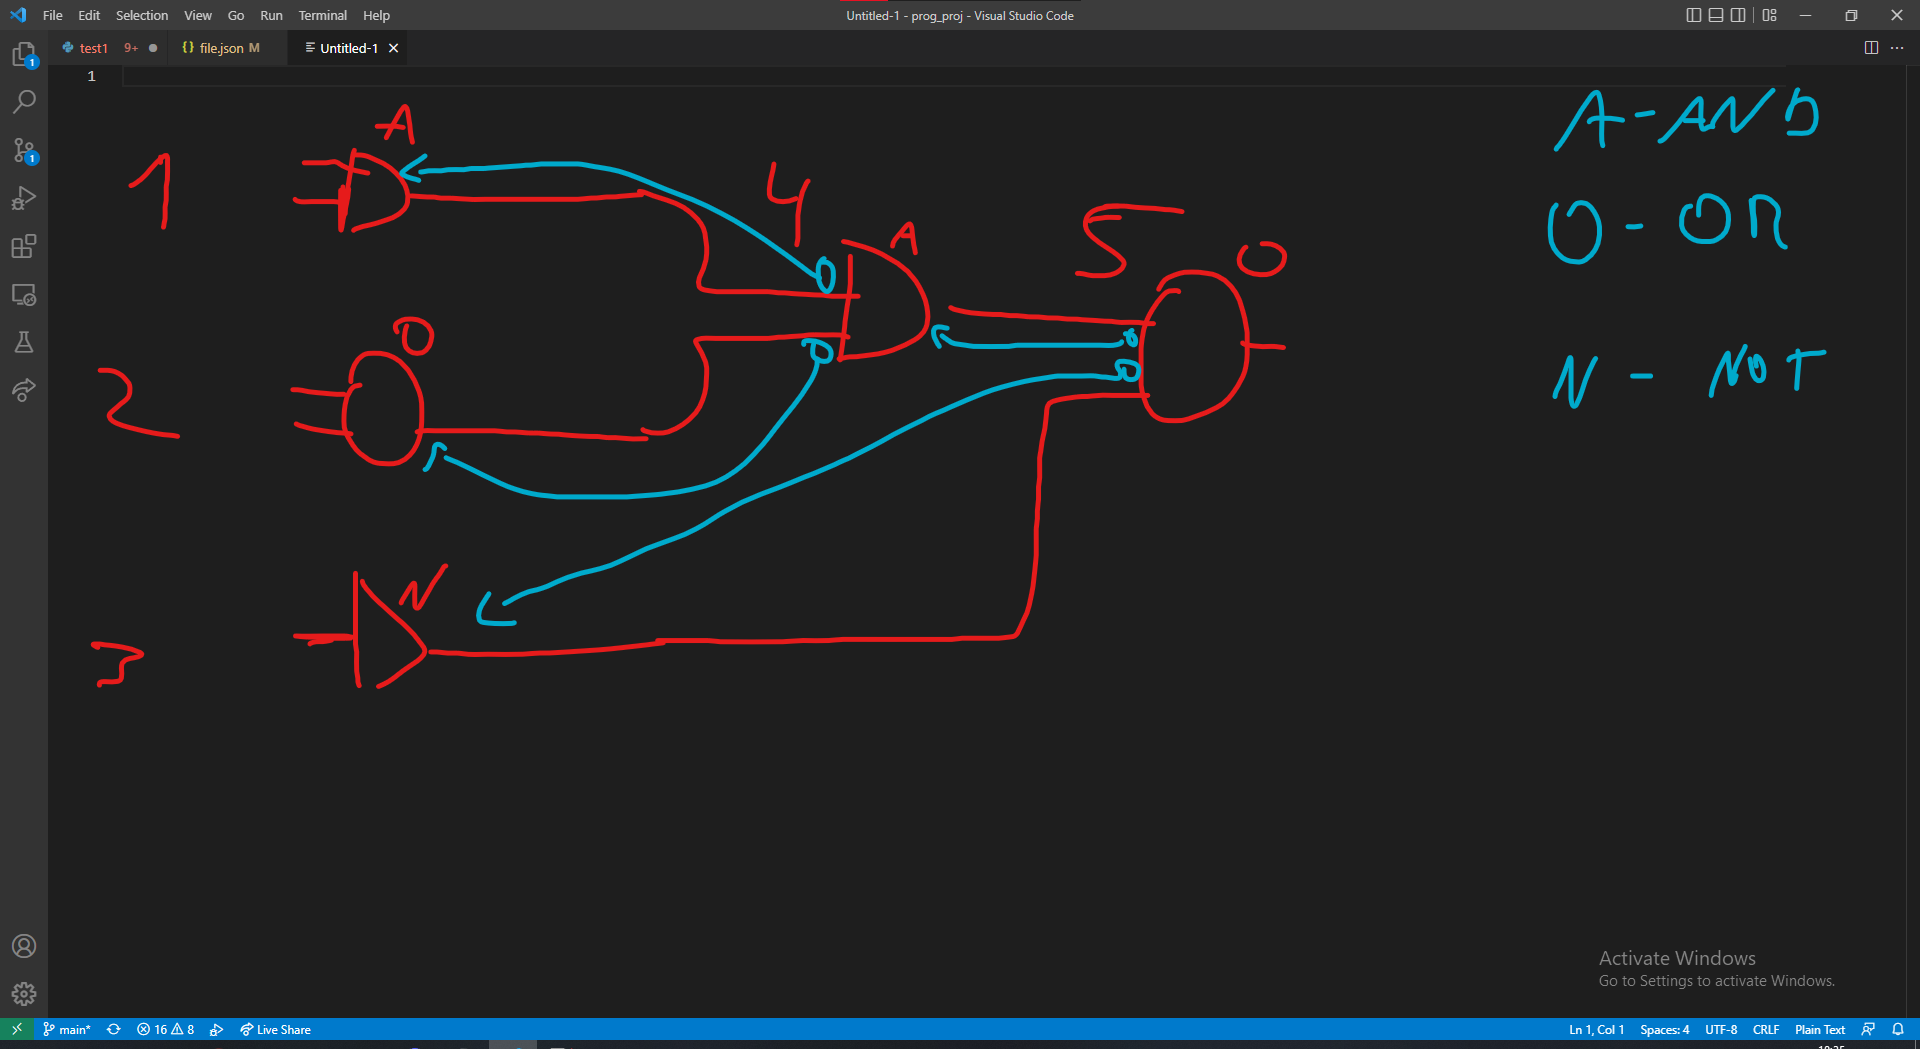 File Edit Selection View Go Run Terminal Help
Untitled-1 - prog_proj - Visual Studio Code
test1 9+ file.json M Untitled-1
1
A
A-AND
1
4
A
5
O
O - OR
O
2
N - NOT
N
3
Activate Windows
Go to Settings to activate Windows.
main* 16 8 Live Share
Ln 1, Col 1 Spaces: 4 UTF-8 CRLF Plain Text